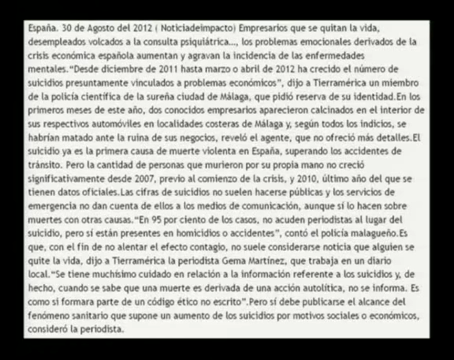 España. 30 de Agosto del 2012 ( Noticiadeimpacto) Empresarios que se quitan la vida,
desempleados volcados a la consulta psiquiátrica…, los problemas emocionales derivados de la
crisis económica española aumentan y agravan la incidencia de las enfermedades
mentales.“Desde diciembre de 2011 hasta marzo o abril de 2012 ha crecido el número de
suicidios presuntamente vinculados a problemas económicos”, dijo a Tierramérica un miembro
de la policía científica de la sureña ciudad de Málaga, que pidió reserva de su identidad.En los
primeros meses de este año, dos conocidos empresarios aparecieron calcinados en el interior de
sus respectivos automóviles en localidades costeras de Málaga y, según todos los indicios, se
habrían matado ante la ruina de sus negocios, reveló el agente, que no ofreció más detalles.El
suicidio ya es la primera causa de muerte violenta en España, superando los accidentes de
tránsito. Pero la cantidad de personas que murieron por su propia mano no creció
significativamente desde 2007, previo al comienzo de la crisis, y 2010, último año del que se
tienen datos oficiales.Las cifras de suicidios no suelen hacerse públicas y los servicios de
emergencia no dan cuenta de ellos a los medios de comunicación, aunque sí lo hacen sobre
muertes con otras causas.“En 95 por ciento de los casos, no acuden periodistas al lugar del
suicidio, pero sí están presentes en homicidios o accidentes”, contó el policía malagueño.Es
que, con el fin de no alentar el efecto contagio, no suele considerarse noticia que alguien se
quite la vida, dijo a Tierramérica la periodista Gema Martínez, que trabaja en un diario
local.“Se tiene muchísimo cuidado en relación a la información referente a los suicidios y, de
hecho, cuando se sabe que una muerte es derivada de una acción autolítica, no se informa. Es
como si formara parte de un código ético no escrito”.Pero sí debe publicarse el alcance del
fenómeno sanitario que supone un aumento de los suicidios por motivos sociales o económicos,
consideró la periodista.